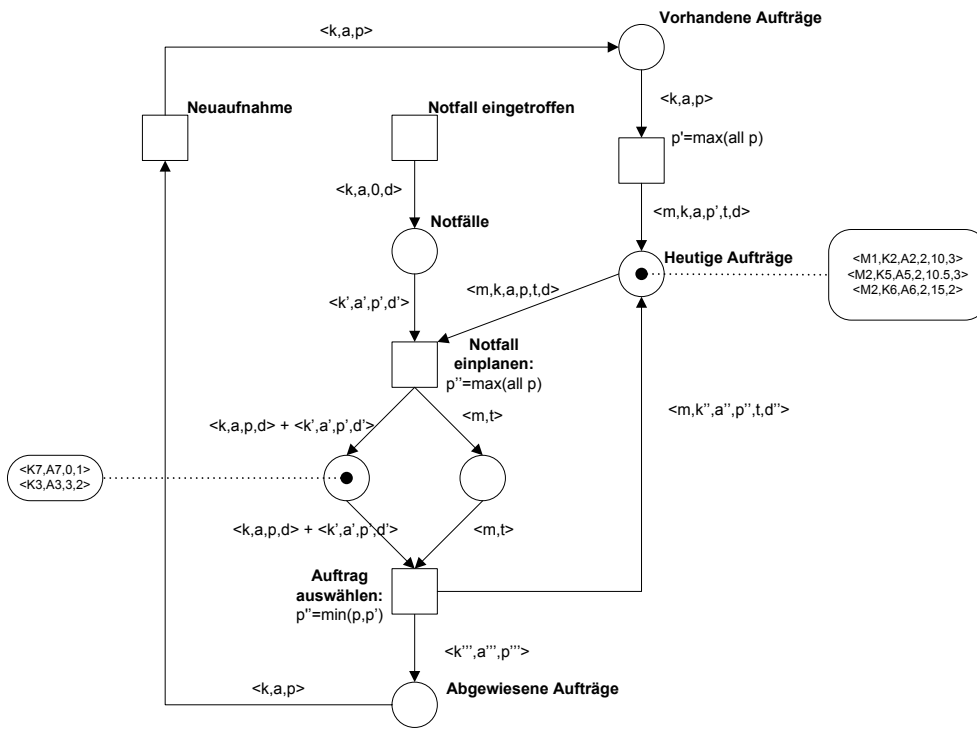 Vorhandene Aufträge
<k,a,p>
Neuaufnahme
Notfall eingetroffen
<k,a,p>
p'=max(all p)
<k,a,0,d>
<m,k,a,p',t,d>
Notfälle
Heutige Aufträge
<M1,K2,A2,2,10,3>
<M2,K5,A5,2,10.5,3>
<M2,K6,A6,2,15,2>
<m,k,a,p,t,d>
<k’,a’,p’,d’>
Notfall
einplanen:
p’’=max(all p)
<m,k’’,a’’,p’’,t,d’’>
<k,a,p,d> + <k’,a’,p’,d’>
<m,t>
<K7,A7,0,1>
<K3,A3,3,2>
<k,a,p,d> + <k’,a’,p’,d’>
<m,t>
Auftrag
auswählen:
p''=min(p,p’)
<k’’’,a’’’,p’’’>
<k,a,p>
Abgewiesene Aufträge